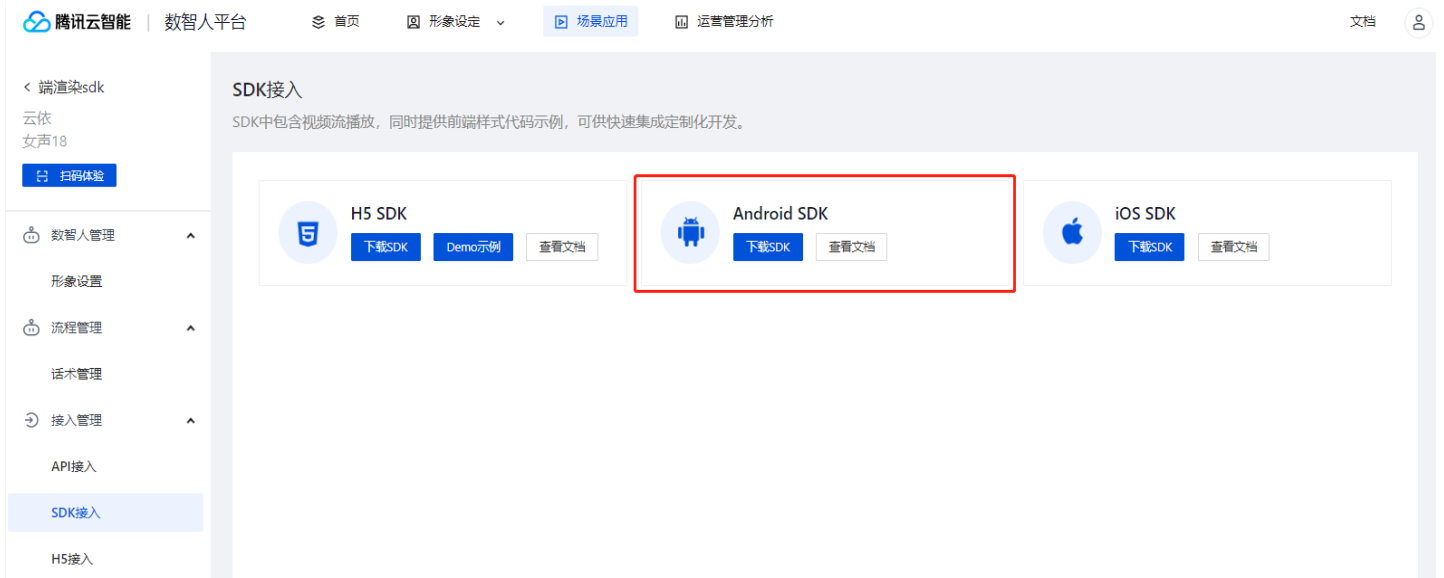 腾讯云智能 数智人平台 首页 形象设定 场景应用 运营管理分析 文档
端渲染sdk
云依
女声18
扫码体验
数智人管理
形象设置
流程管理
话术管理
接入管理
API接入
SDK接入
H5接入
SDK接入
SDK中包含视频流播放，同时提供前端样式代码示例，可供快速集成定制化开发。
H5 SDK
下载SDK Demo示例 查看文档
Android SDK
下载SDK 查看文档
iOS SDK
下载SDK 查看文档